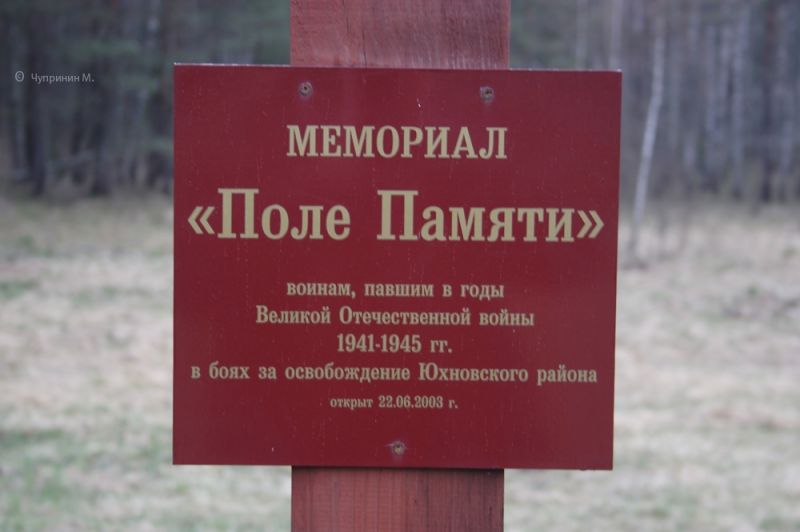 © Чупринин М.
МЕМОРИАЛ
«Поле Памяти»
воинам, павшим в годы
Великой Отечественной войны
1941-1945 гг.
в боях за освобождение Юхновского района
открыт 22.06.2003 г.